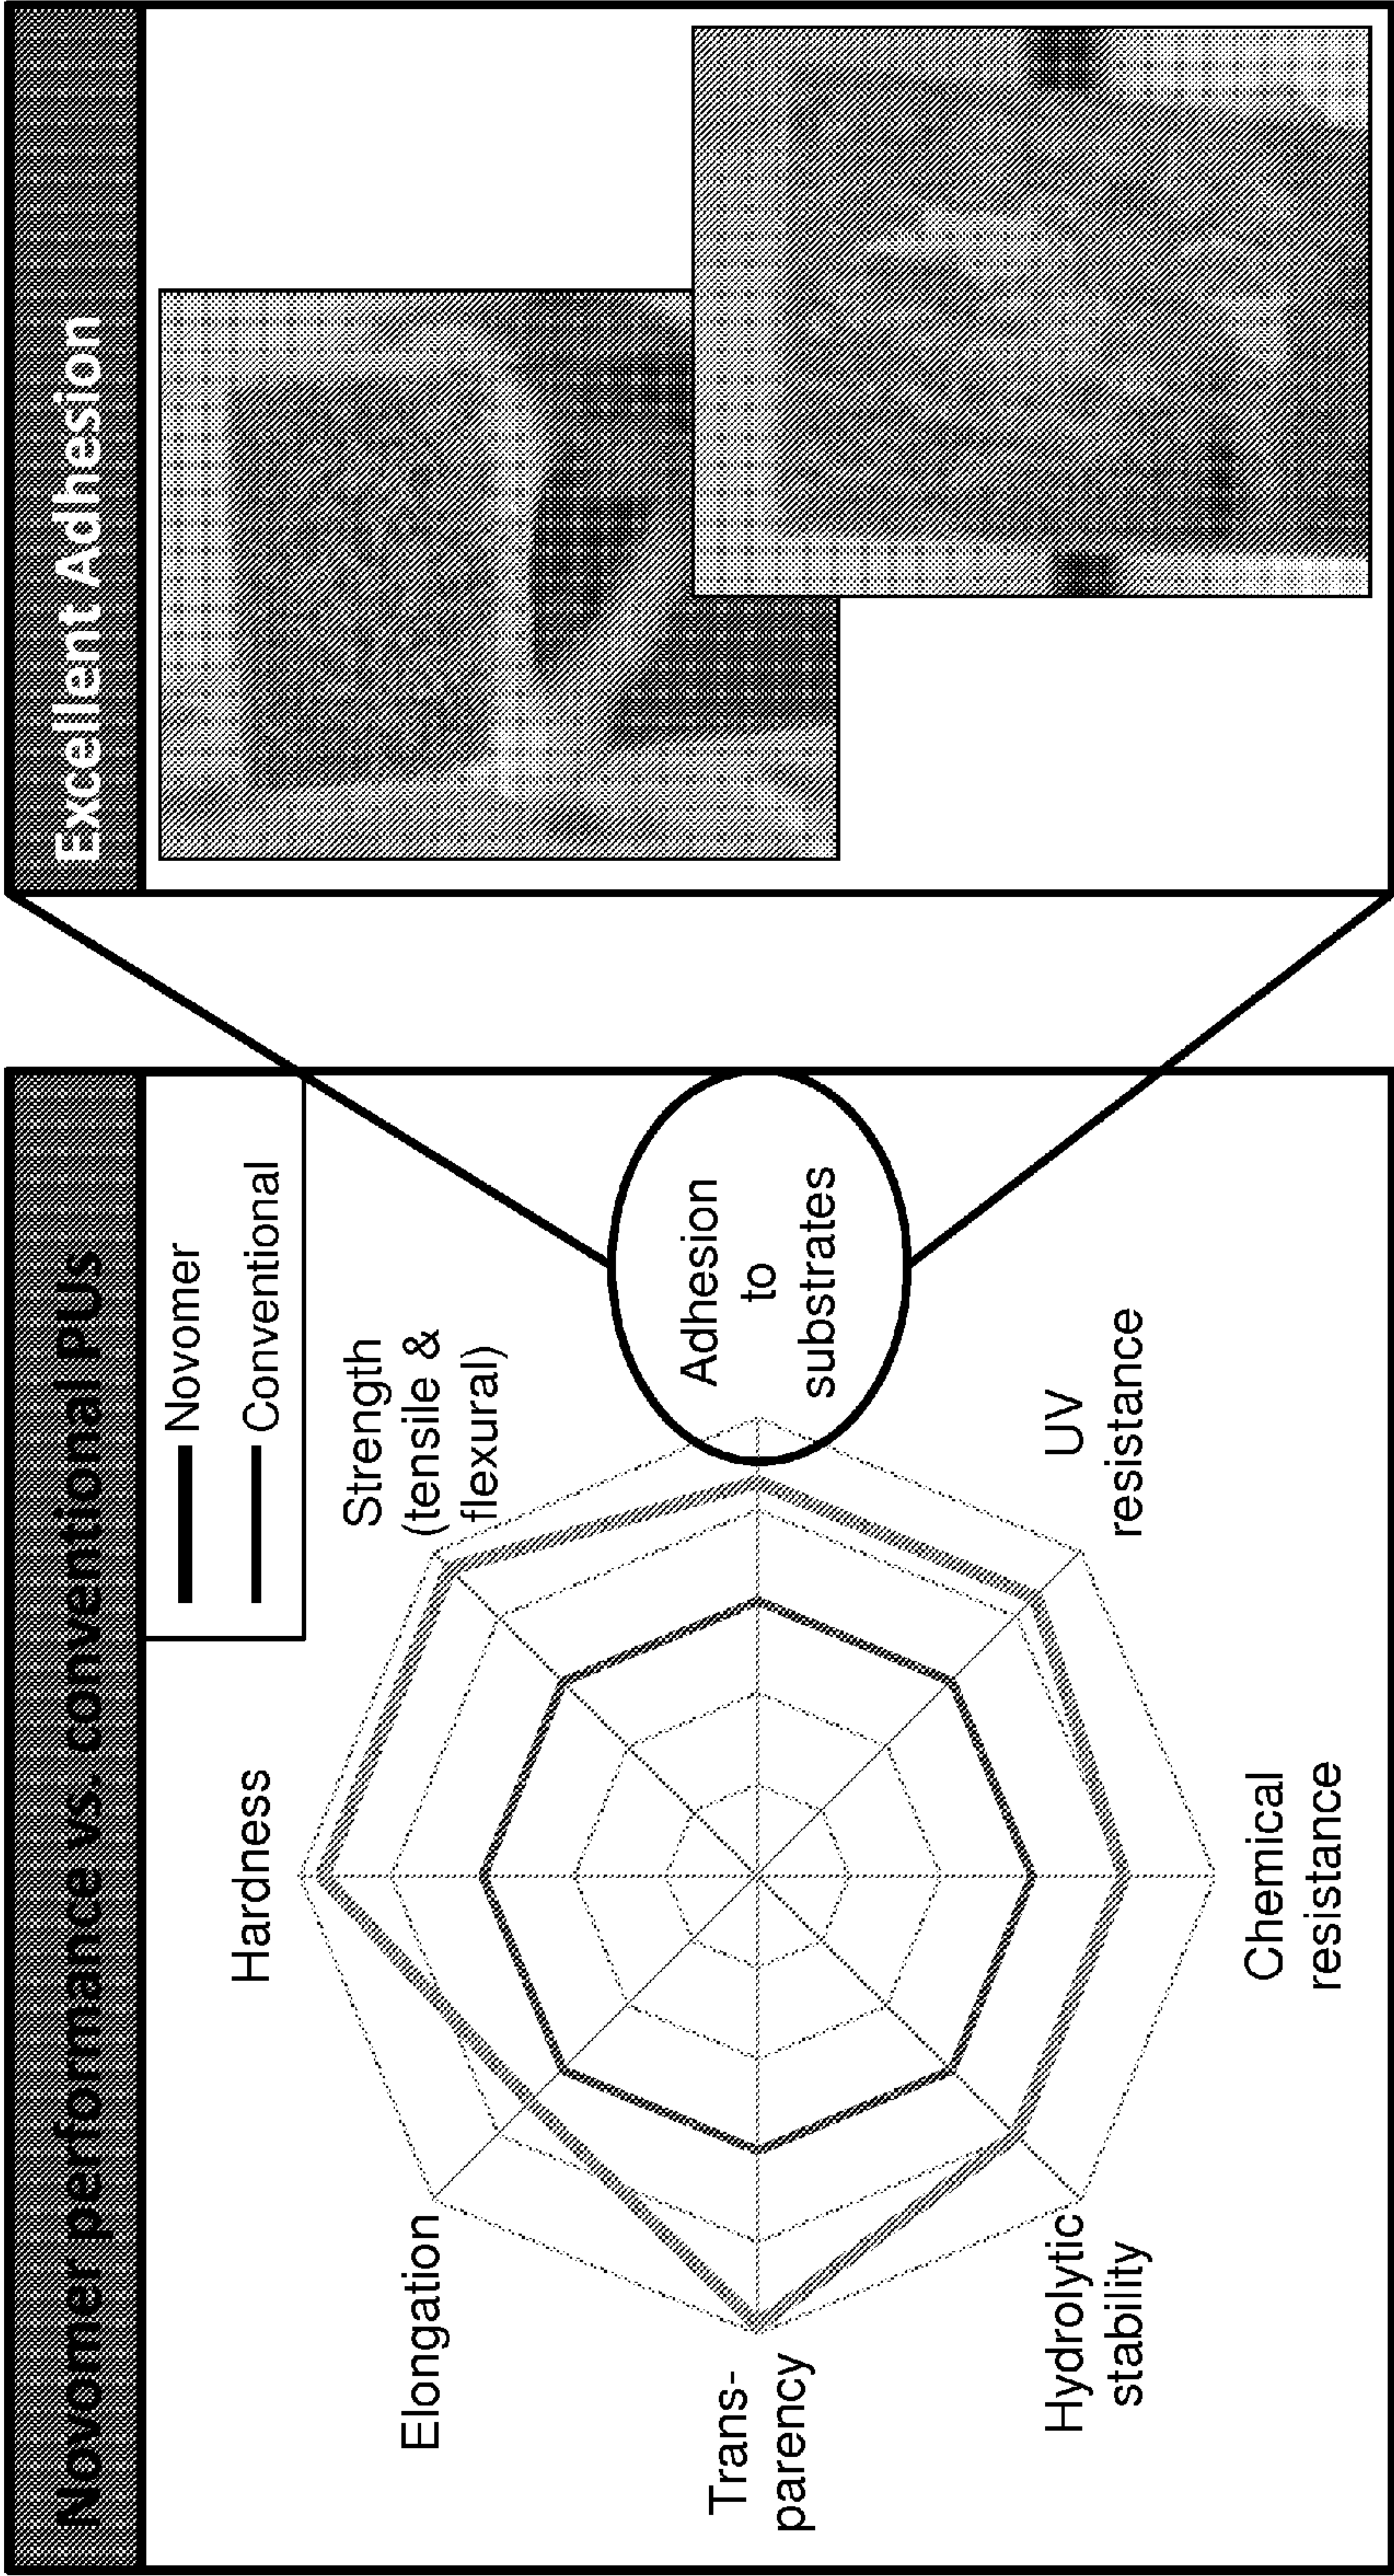 Novomer performance vs. conventional PUs
Novomer
Conventional
Hardness
Strength
(tensile &
flexural)
Adhesion
to
substrates
UV
resistance
Chemical
resistance
Hydrolytic
stability
Trans-
parency
Elongation
Excellent Adhesion